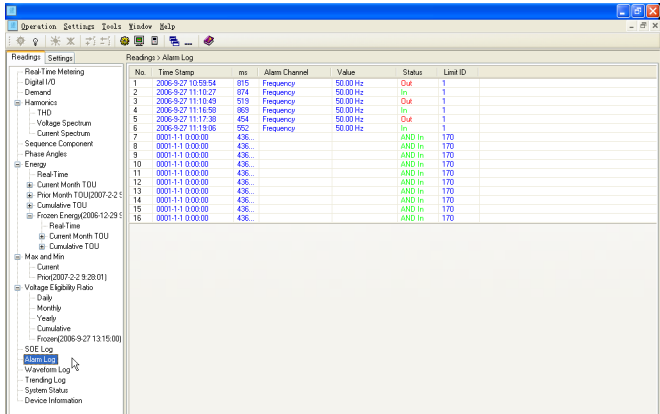 Operation Settings Tools Window Help
Readings Settings
Readings > Alarm Log
Real-Time Metering
Digital I/O
Demand
Harmonics
THD
Voltage Spectrum
Current Spectrum
Sequence Component
Phase Angles
Energy
Real-Time
Current Month TOU
Prior Month TOU(2007-2-2 9
Cumulative TOU
Frozen Energy(2006-12-29 9
Real-Time
Current Month TOU
Cumulative TOU
Max and Min
Current
Prior(2007-2-2 9:28:01)
Voltage Eligibility Ratio
Daily
Monthly
Yearly
Cumulative
Frozen(2006-9-27 13:15:00)
SOE Log
Alarm Log
Waveform Log
Trending Log
System Status
Device Information
No. Time Stamp ms Alarm Channel Value Status Limit ID
1 2006-9-27 10:59:54 815 Frequency 50.00 Hz Out 1
2 2006-9-27 11:10:27 874 Frequency 50.00 Hz In 1
3 2006-9-27 11:10:49 519 Frequency 50.00 Hz Out 1
4 2006-9-27 11:16:58 869 Frequency 50.00 Hz In 1
5 2006-9-27 11:17:38 454 Frequency 50.00 Hz Out 1
6 2006-9-27 11:19:06 552 Frequency 50.00 Hz In 1
7 0001-1-1 0:00:00 436... AND In 170
8 0001-1-1 0:00:00 436... AND In 170
9 0001-1-1 0:00:00 436... AND In 170
10 0001-1-1 0:00:00 436... AND In 170
11 0001-1-1 0:00:00 436... AND In 170
12 0001-1-1 0:00:00 436... AND In 170
13 0001-1-1 0:00:00 436... AND In 170
14 0001-1-1 0:00:00 436... AND In 170
15 0001-1-1 0:00:00 436... AND In 170
16 0001-1-1 0:00:00 436... AND In 170